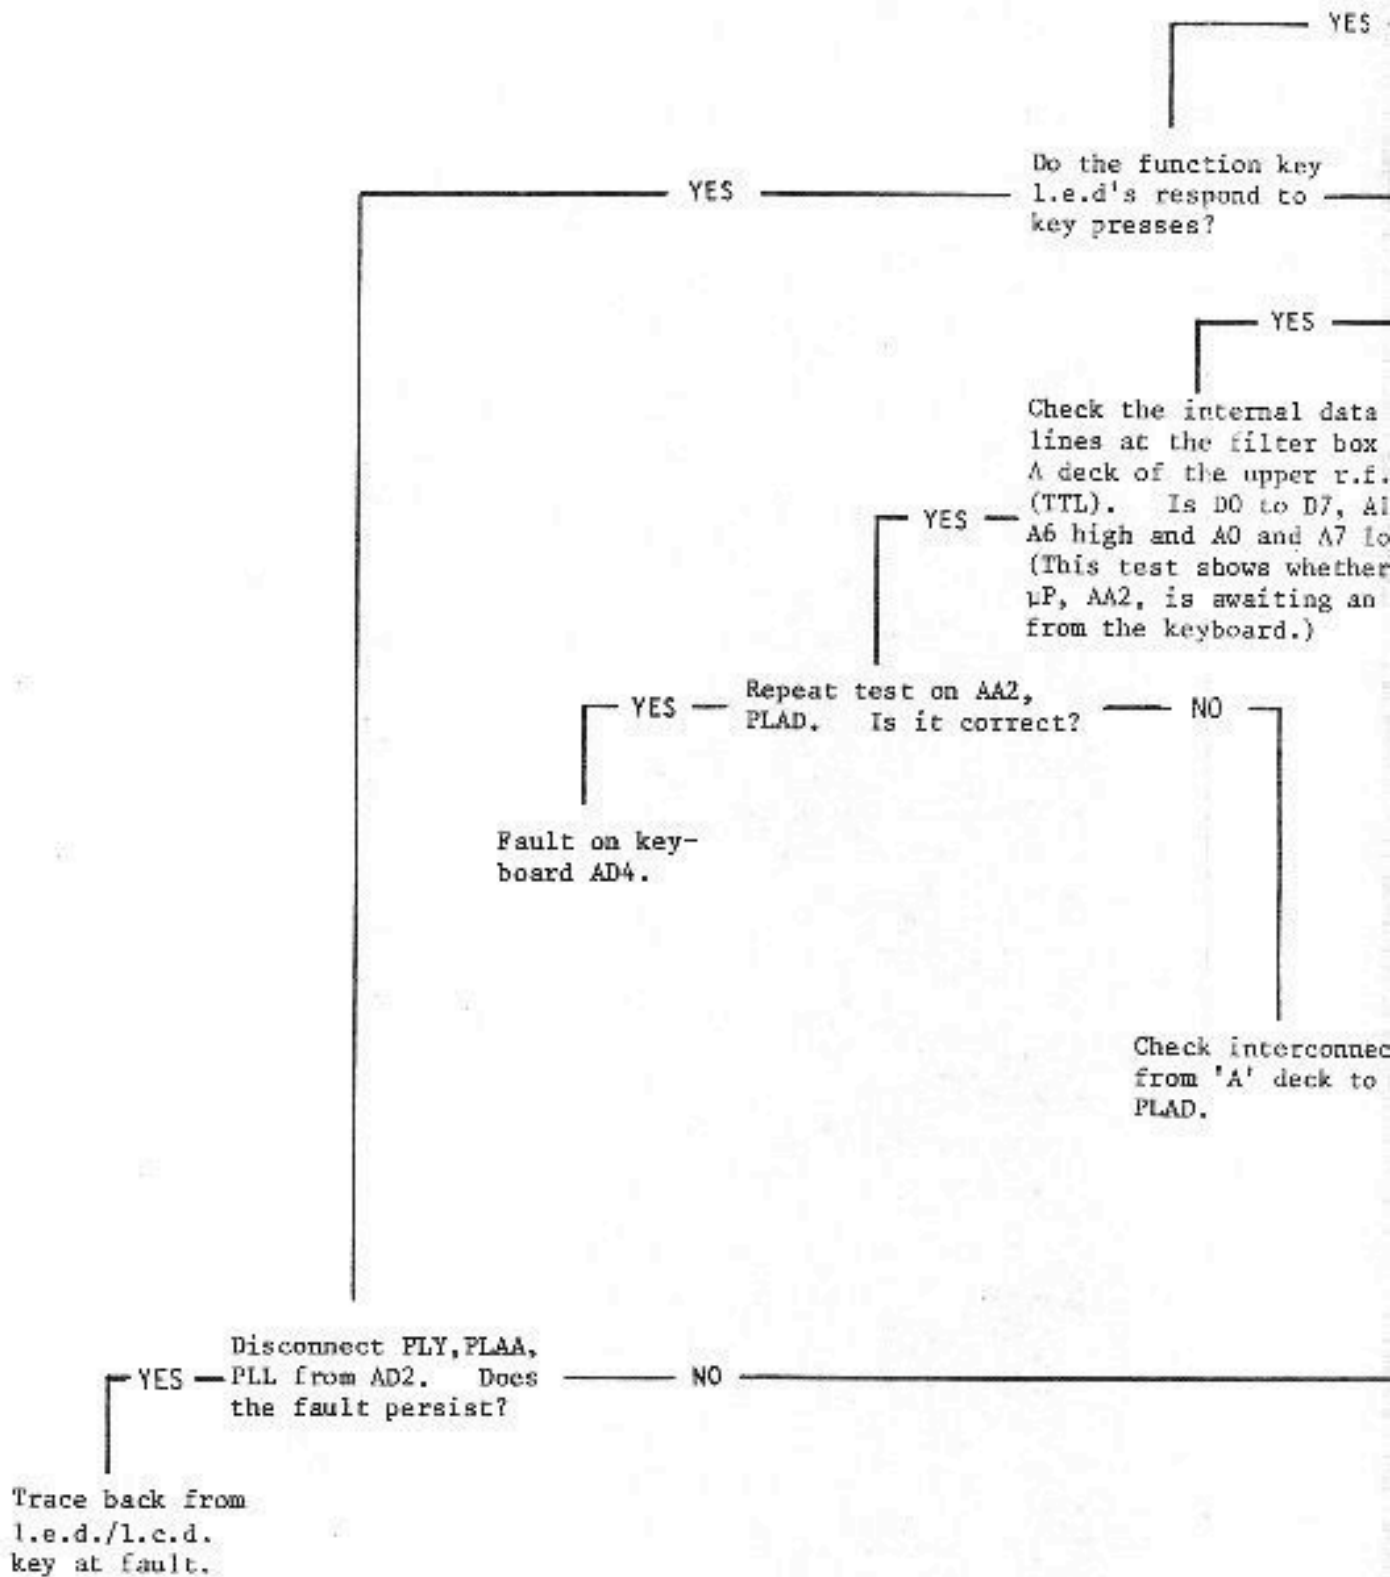 YES
Do the function key
l.e.d's respond to
key presses?
YES
YES
Check the internal data
lines at the filter box
A deck of the upper r.f.
(TTL). Is D0 to D7, A1
A6 high and A0 and A7 lo
(This test shows whether
µP, AA2, is awaiting an
from the keyboard.)
YES
Repeat test on AA2,
PLAD. Is it correct?
YES
NO
Fault on key-
board AD4.
Check interconnec
from 'A' deck to
PLAD.
Disconnect PLY,PLAA,
PLL from AD2. Does
the fault persist?
YES
NO
Trace back from
l.e.d./l.c.d.
key at fault.